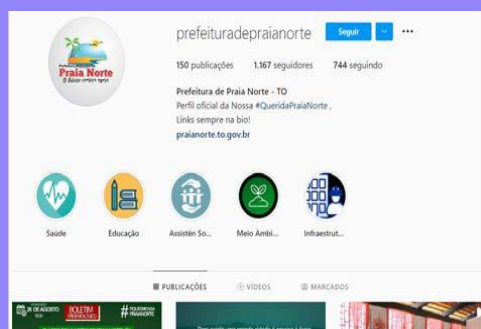 prefeituradepraianorte Seguir
150 publicações 1.167 seguidores 744 seguindo
Prefeitura de Praia Norte - TO
Perfil oficial da Nossa #QueridaPraiaNorte ,
Links sempre na bio!
praianorte.to.gov.br
Praia Norte
Saúde Educação Assistên So... Meio Ambi... Infraestrut...
PUBLICAÇÕES VÍDEOS MARCADOS
26 DE AGOSTO BOLETIM